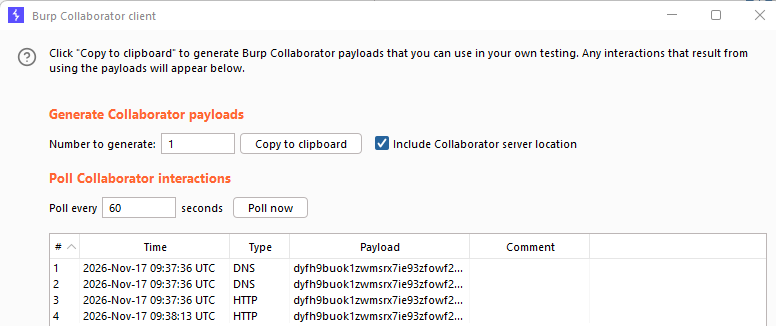 Burp Collaborator client
Click "Copy to clipboard" to generate Burp Collaborator payloads that you can use in your own testing. Any interactions that result from
using the payloads will appear below.
Generate Collaborator payloads
Number to generate: 1 Copy to clipboard Include Collaborator server location
Poll Collaborator interactions
Poll every 60 seconds Poll now
# Time Type Payload Comment
1 2026-Nov-17 09:37:36 UTC DNS dyfh9buok1zwmsrx7ie93zfowf2...
2 2026-Nov-17 09:37:36 UTC DNS dyfh9buok1zwmsrx7ie93zfowf2...
3 2026-Nov-17 09:37:36 UTC HTTP dyfh9buok1zwmsrx7ie93zfowf2...
4 2026-Nov-17 09:38:13 UTC HTTP dyfh9buok1zwmsrx7ie93zfowf2...